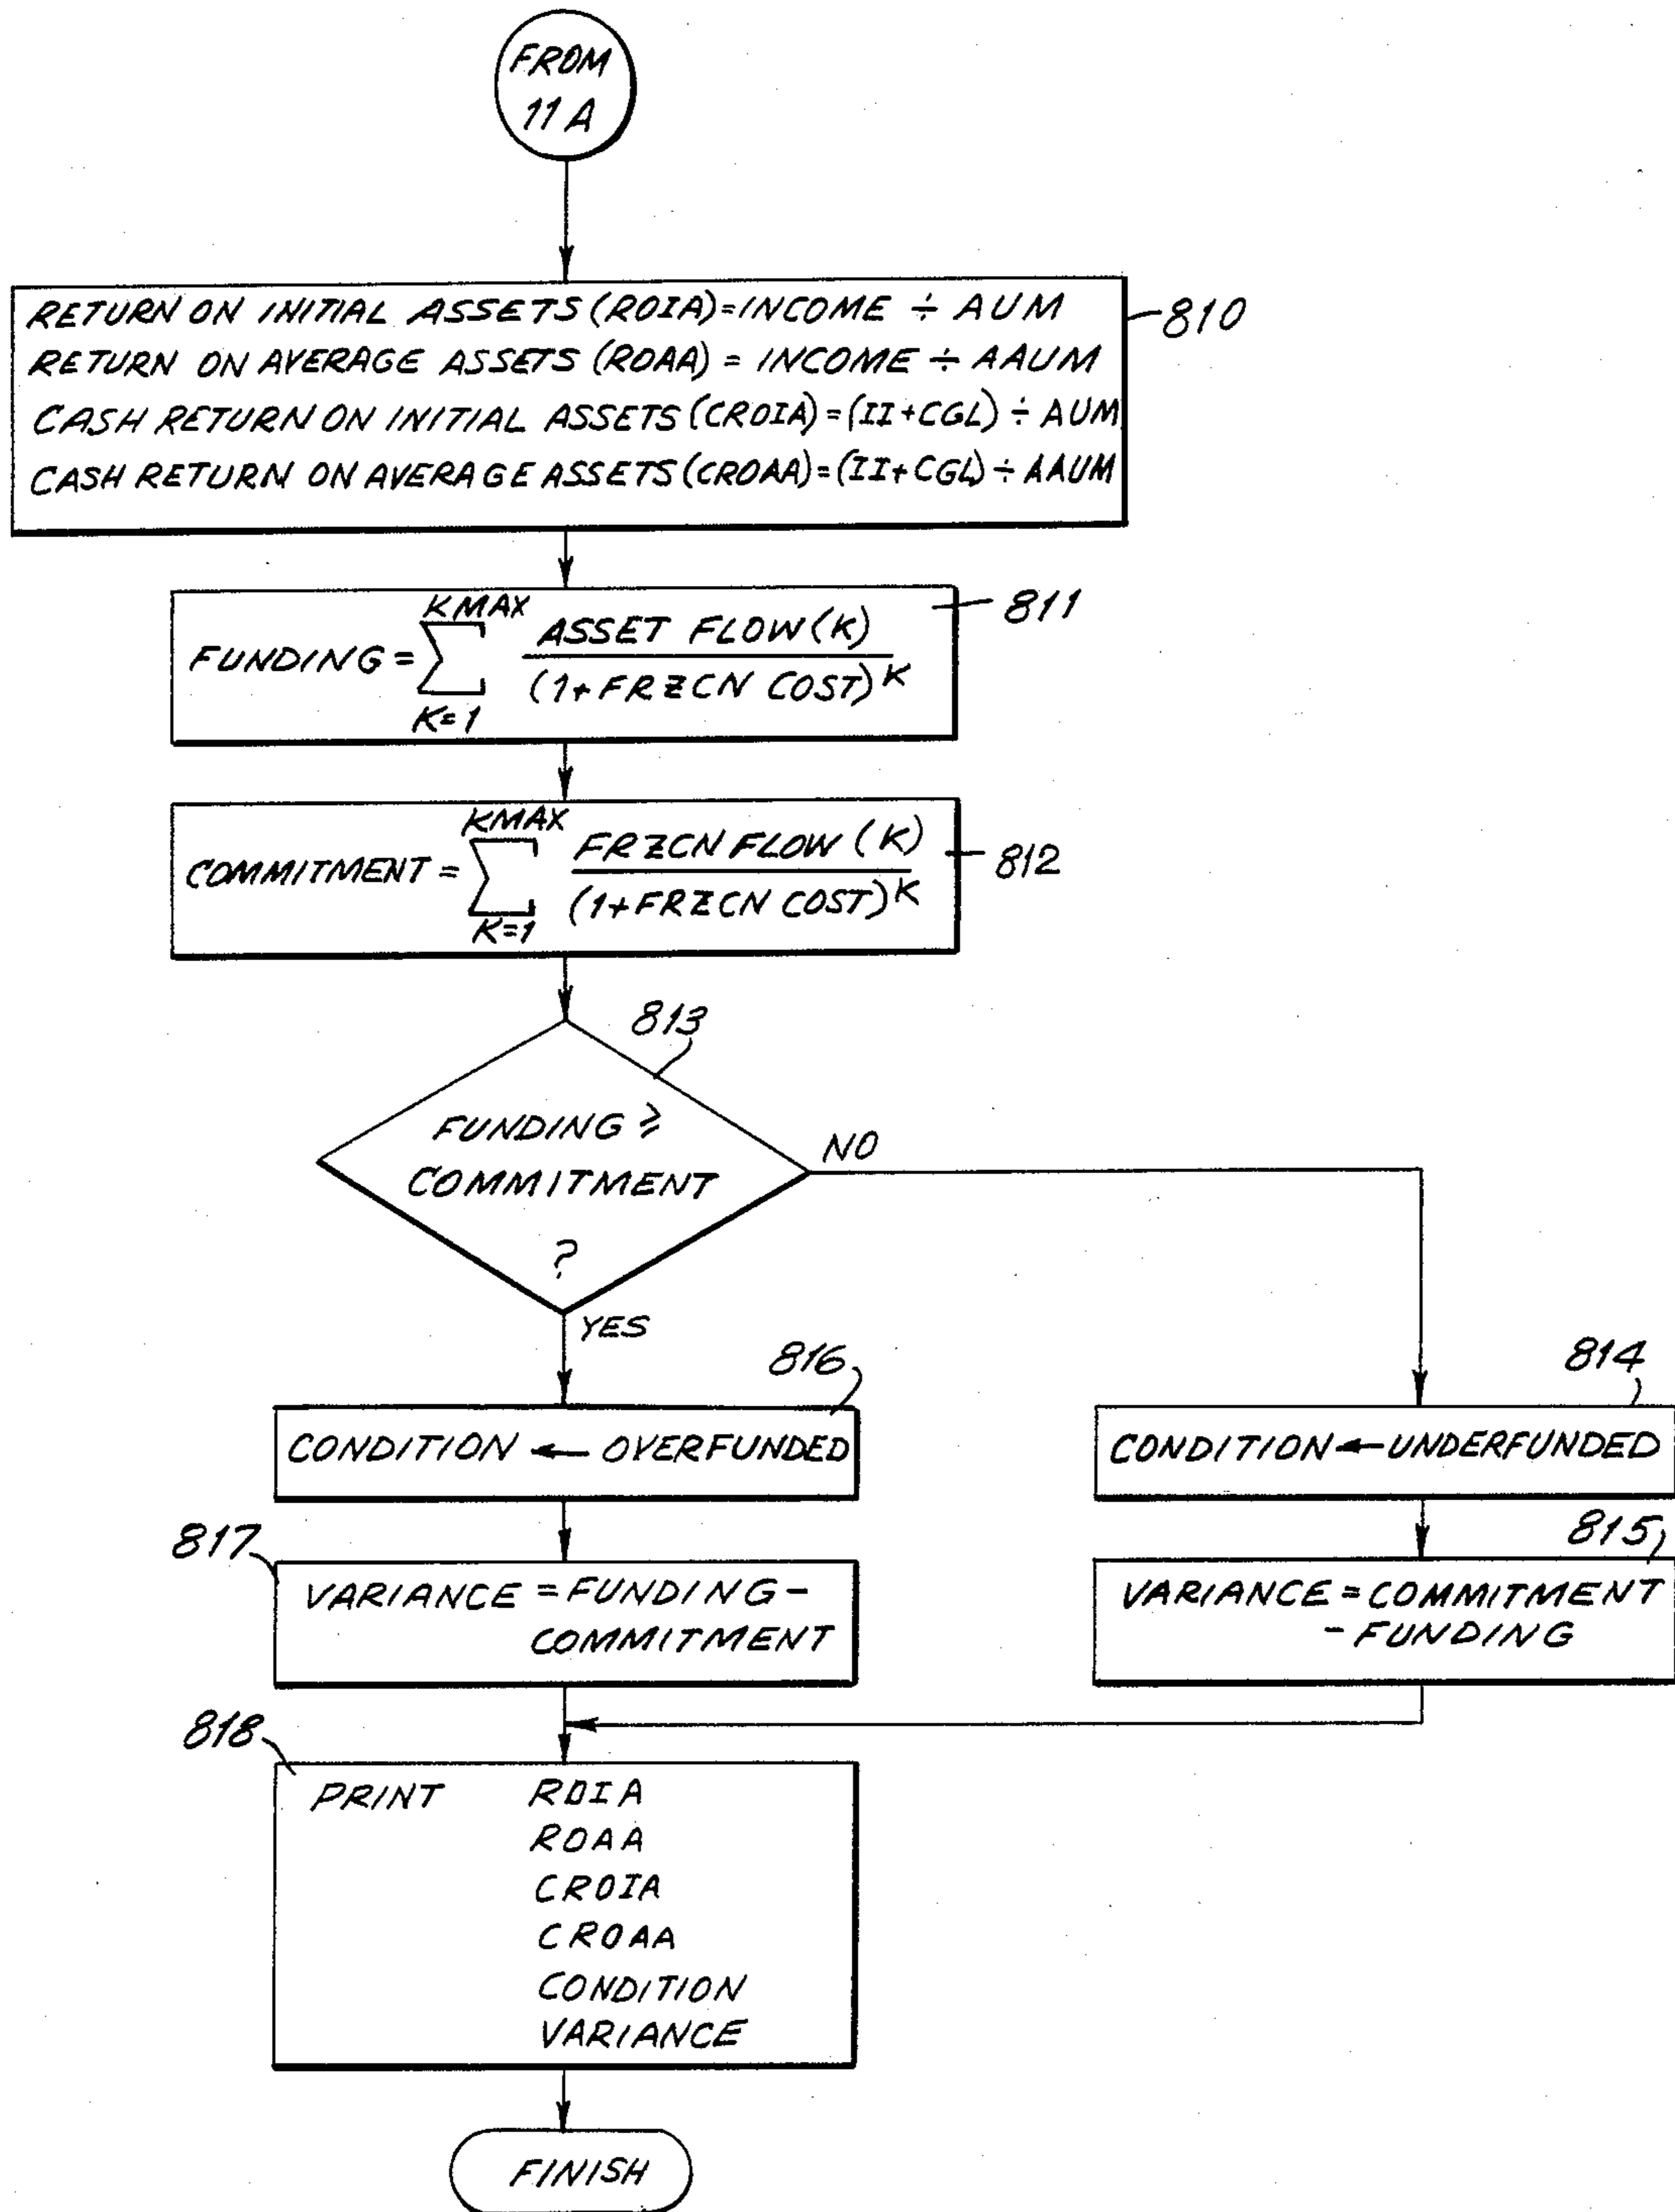 FROM
11A
RETURN ON INITIAL ASSETS (ROIA)=INCOME ÷ AUM
810
RETURN ON AVERAGE ASSETS (ROAA) = INCOME ÷ AAUM
CASH RETURN ON INITIAL ASSETS (CROIA)=(II+CGL) ÷ AUM
CASH RETURN ON AVERAGE ASSETS (CROAA)=(II+CGL) ÷ AAUM
KMAX
811
FUNDING = ∑ ASSET FLOW (K)
(1+FRZCN COST)K
K=1
KMAX
812
COMMITMENT = ∑ FRZCN FLOW (K)
(1+FRZCN COST)K
K=1
813
FUNDING ≥
COMMITMENT
?
NO
YES
816
814
CONDITION ← OVERFUNDED
CONDITION ← UNDERFUNDED
817
815
VARIANCE = FUNDING -
COMMITMENT
VARIANCE = COMMITMENT
- FUNDING
818
PRINT ROIA
ROAA
CROIA
CROAA
CONDITION
VARIANCE
FINISH